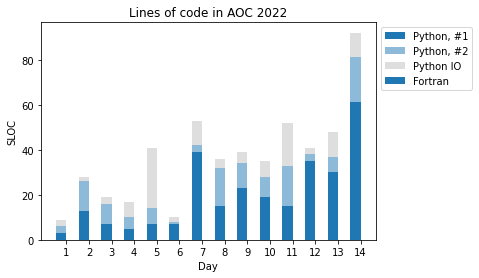 Lines of code in AOC 2022
Python, #1
Python, #2
Python IO
Fortran
SLOC
80
60
40
20
0
1 2 3 4 5 6 7 8 9 10 11 12 13 14
Day